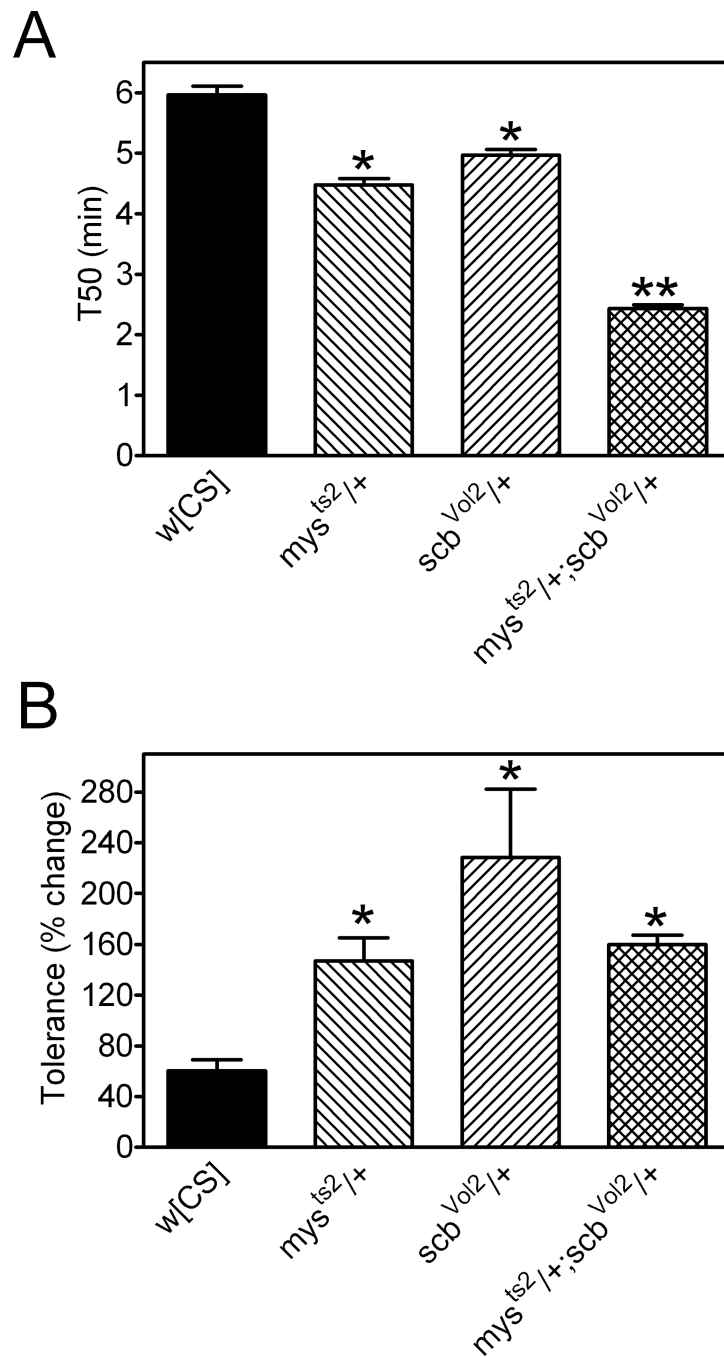 A
T50 (min)
6
5
4
3
2
1
0
*
*
**
w[CS]
mys^ts2/+
scb^Vol2/+
mys^ts2/+;scb^Vol2/+
B
Tolerance (% change)
280
240
200
160
120
80
40
0
*
*
*
w[CS]
mys^ts2/+
scb^Vol2/+
mys^ts2/+;scb^Vol2/+